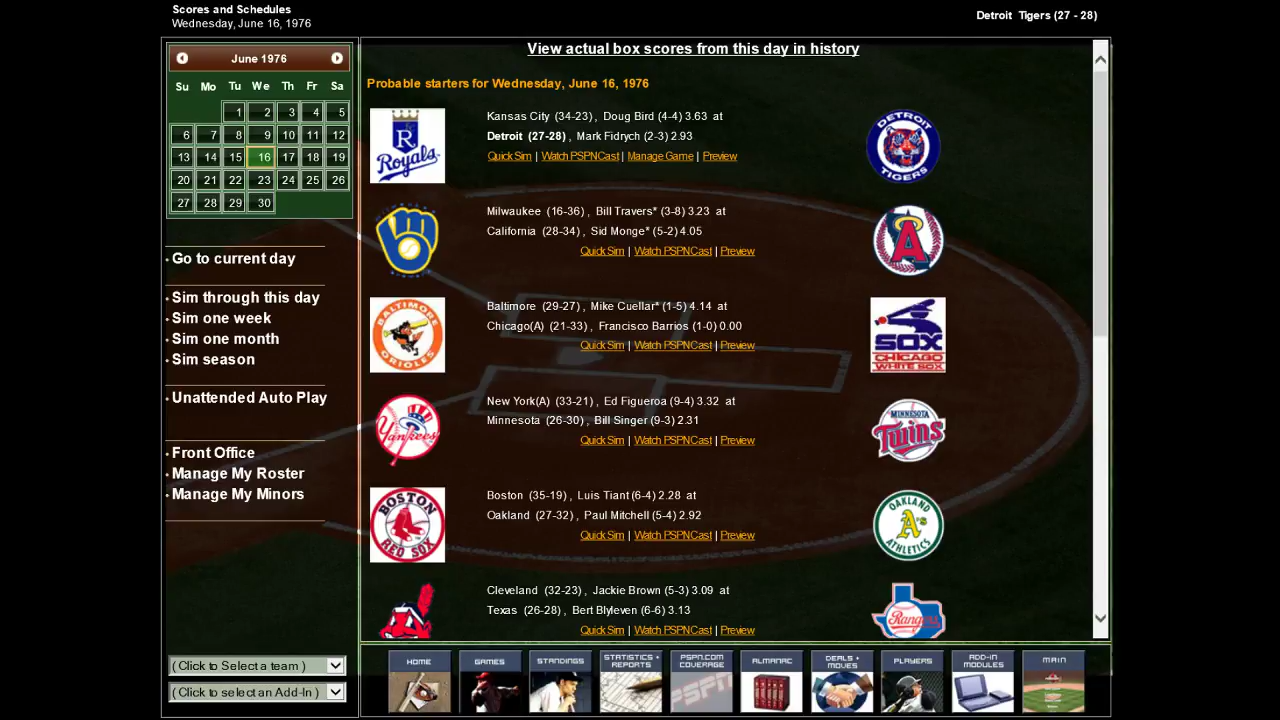 Scores and Schedules
Wednesday, June 16, 1976
Detroit Tigers (27 - 28)
June 1976
Su Mo Tu We Th Fr Sa
1 2 3 4 5
6 7 8 9 10 11 12
13 14 15 16 17 18 19
20 21 22 23 24 25 26
27 28 29 30
Go to current day
Sim through this day
Sim one week
Sim one month
Sim season
Unattended Auto Play
Front Office
Manage My Roster
Manage My Minors
( Click to Select a team )
( Click to select an Add-In )
View actual box scores from this day in history
Probable starters for Wednesday, June 16, 1976
R
Royals
Kansas City (34-23) , Doug Bird (4-4) 3.63 at
Detroit (27-28) , Mark Fidrych (2-3) 2.93
Quick Sim | Watch PSPNCast | Manage Game | Preview
DETROIT
TIGERS
Milwaukee (16-36) , Bill Travers* (3-8) 3.23 at
California (28-34) , Sid Monge* (5-2) 4.05
Quick Sim | Watch PSPNCast | Preview
A
BALTIMORE
ORIOLES
Baltimore (29-27) , Mike Cuellar* (1-5) 4.14 at
Chicago(A) (21-33) , Francisco Barrios (1-0) 0.00
Quick Sim | Watch PSPNCast | Preview
SOX
CHICAGO
WHITE SOX
Yankees
New York(A) (33-21) , Ed Figueroa (9-4) 3.32 at
Minnesota (26-30) , Bill Singer (9-3) 2.31
Quick Sim | Watch PSPNCast | Preview
MINNESOTA
Twins
BOSTON
RED SOX
Boston (35-19) , Luis Tiant (6-4) 2.28 at
Oakland (27-32) , Paul Mitchell (5-4) 2.92
Quick Sim | Watch PSPNCast | Preview
OAKLAND
A's
ATHLETICS
Cleveland (32-23) , Jackie Brown (5-3) 3.09 at
Texas (26-28) , Bert Blyleven (6-6) 3.13
Quick Sim | Watch PSPNCast | Preview
Rangers
HOME
GAMES
STANDINGS
STATISTICS +
REPORTS
PSPN.COM
COVERAGE
PSPN
ALMANAC
DEALS +
MOVES
PLAYERS
ADD-IN
MODULES
MAIN